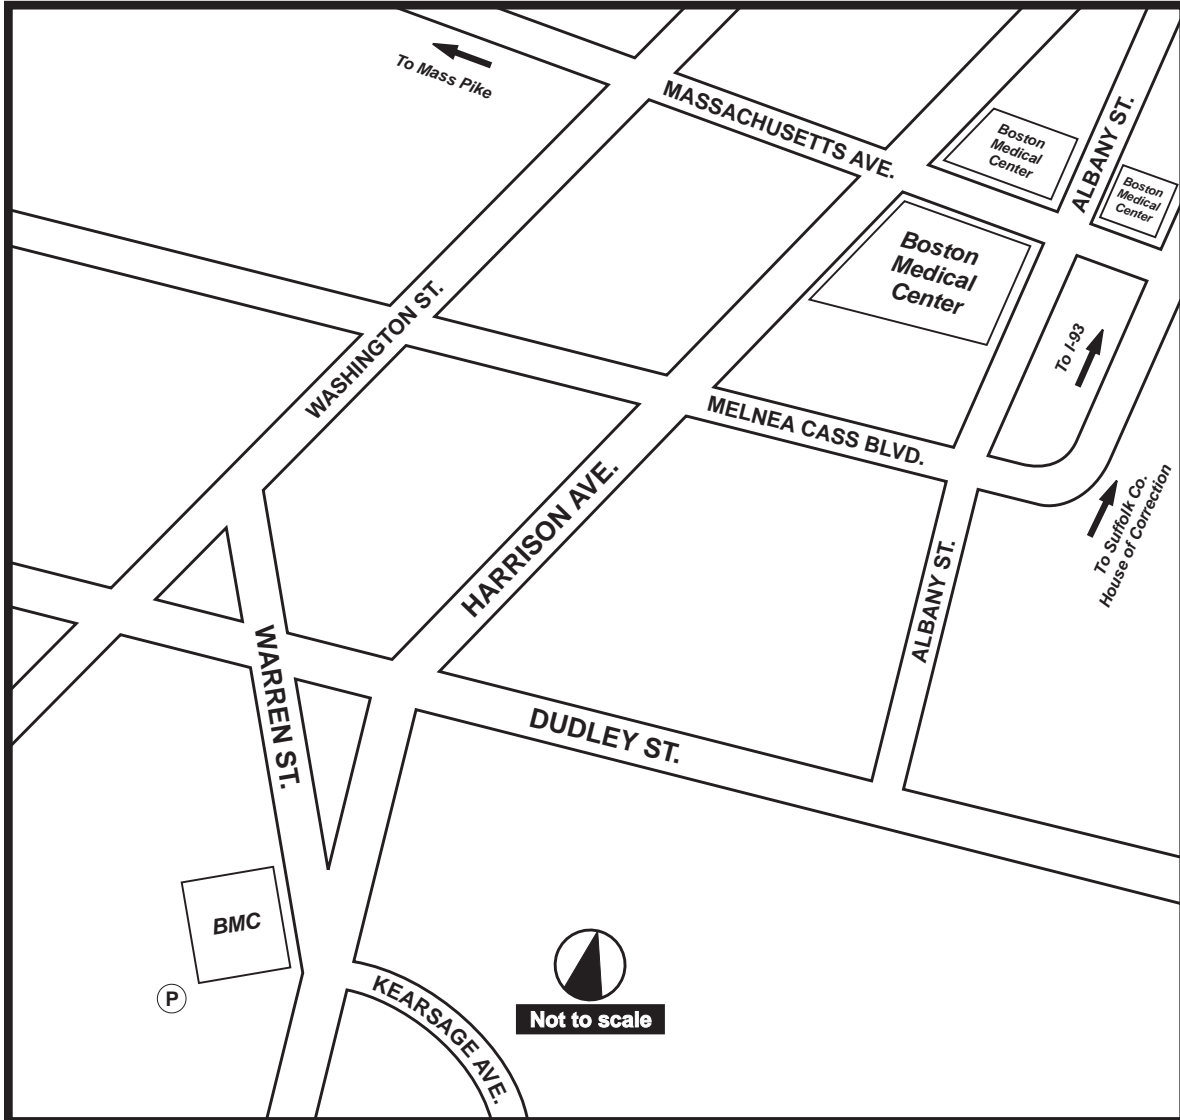 To Mass Pike
MASSACHUSETTS AVE.
Boston
Medical
Center
ALBANY ST.
Boston
Medical
Center
Boston
Medical
Center
WASHINGTON ST.
To I-93
MELNEA CASS BLVD.
HARRISON AVE.
To Suffolk Co.
House of Correction
ALBANY ST.
WARREN ST.
DUDLEY ST.
BMC
P
KEARSAGE AVE.
Not to scale